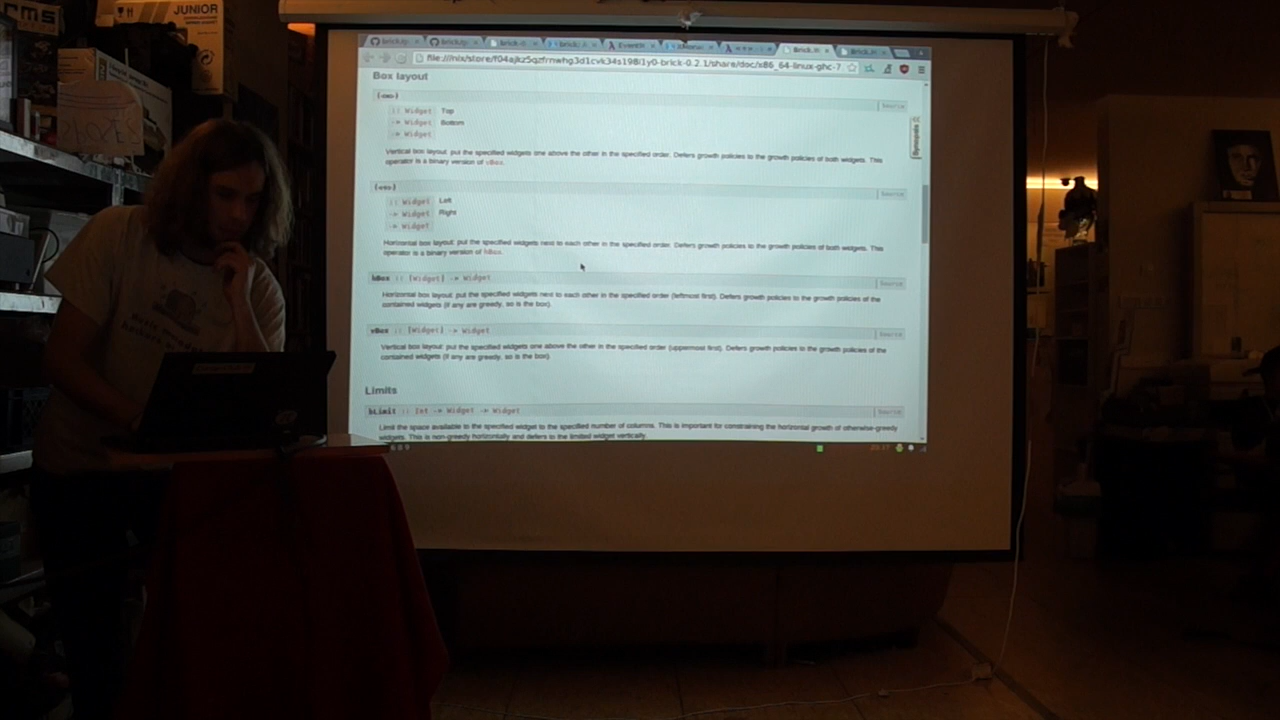 JUNIOR
file:///nix/store/f04ajkz5qzfrnwhg3d1cvk34s198i1y0-brick-0.2.1/share/doc/x86_64-linux-ghc-7.
Box layout
(<=>)
Source
:: Widget Top
-> Widget Bottom
-> Widget
Vertical box layout: put the specified widgets one above the other in the specified order. Defers growth policies to the growth policies of both widgets. This
operator is a binary version of vBox.
(<+>)
Source
:: Widget Left
-> Widget Right
-> Widget
Horizontal box layout: put the specified widgets next to each other in the specified order. Defers growth policies to the growth policies of both widgets. This
operator is a binary version of hBox.
hBox :: [Widget] -> Widget
Source
Horizontal box layout: put the specified widgets next to each other in the specified order (leftmost first). Defers growth policies to the growth policies of the
contained widgets (if any are greedy, so is the box).
vBox :: [Widget] -> Widget
Source
Vertical box layout: put the specified widgets one above the other in the specified order (uppermost first). Defers growth policies to the growth policies of the
contained widgets (if any are greedy, so is the box).
Limits
hLimit :: Int -> Widget -> Widget
Source
Limit the space available to the specified widget to the specified number of columns. This is important for constraining the horizontal growth of otherwise-greedy
widgets. This is non-greedy horizontally and defers to the limited widget vertically.
Synopsis